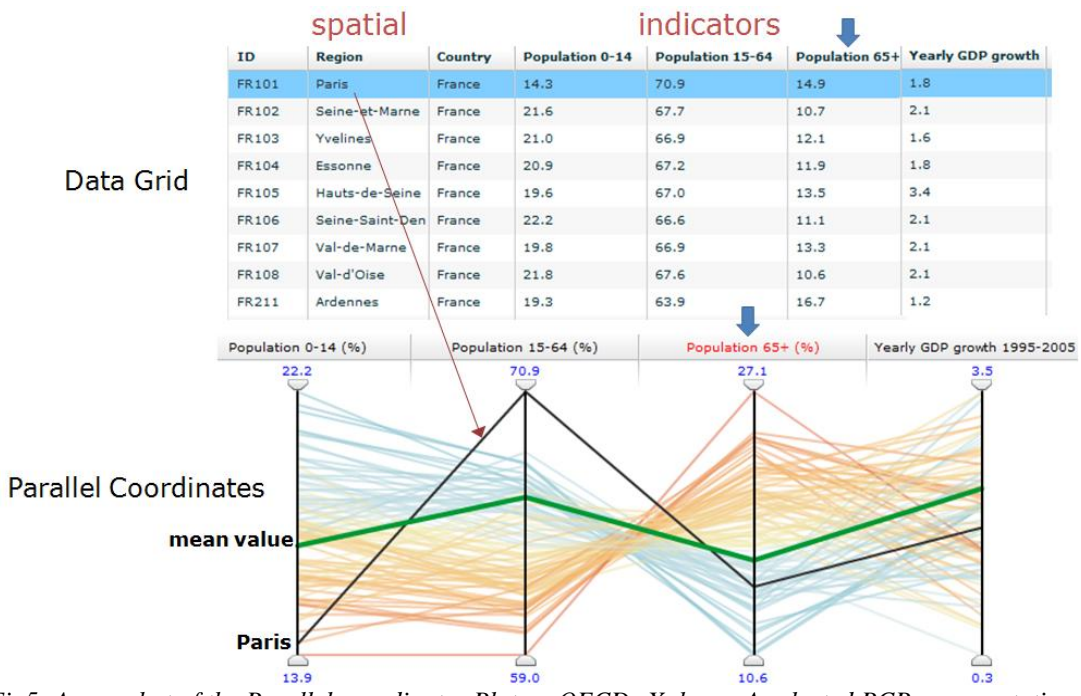 spatial indicators
ID Region Country Population 0-14 Population 15-64 Population 65+ Yearly GDP growth
FR101 Paris France 14.3 70.9 14.9 1.8
FR102 Seine-et-Marne France 21.6 67.7 10.7 2.1
FR103 Yvelines France 21.0 66.9 12.1 1.6
FR104 Essonne France 20.9 67.2 11.9 1.8
Data Grid
FR105 Hauts-de-Seine France 19.6 67.0 13.5 3.4
FR106 Seine-Saint-Den France 22.2 66.6 11.1 2.1
FR107 Val-de-Marne France 19.8 66.9 13.3 2.1
FR108 Val-d'Oise France 21.8 67.6 10.6 2.1
FR211 Ardennes France 19.3 63.9 16.7 1.2
Population 0-14 (%) Population 15-64 (%) Population 65+ (%) Yearly GDP growth 1995-2005
22.2 70.9 27.1 3.5
Parallel Coordinates
mean value
Paris
13.9 59.0 10.6 0.3